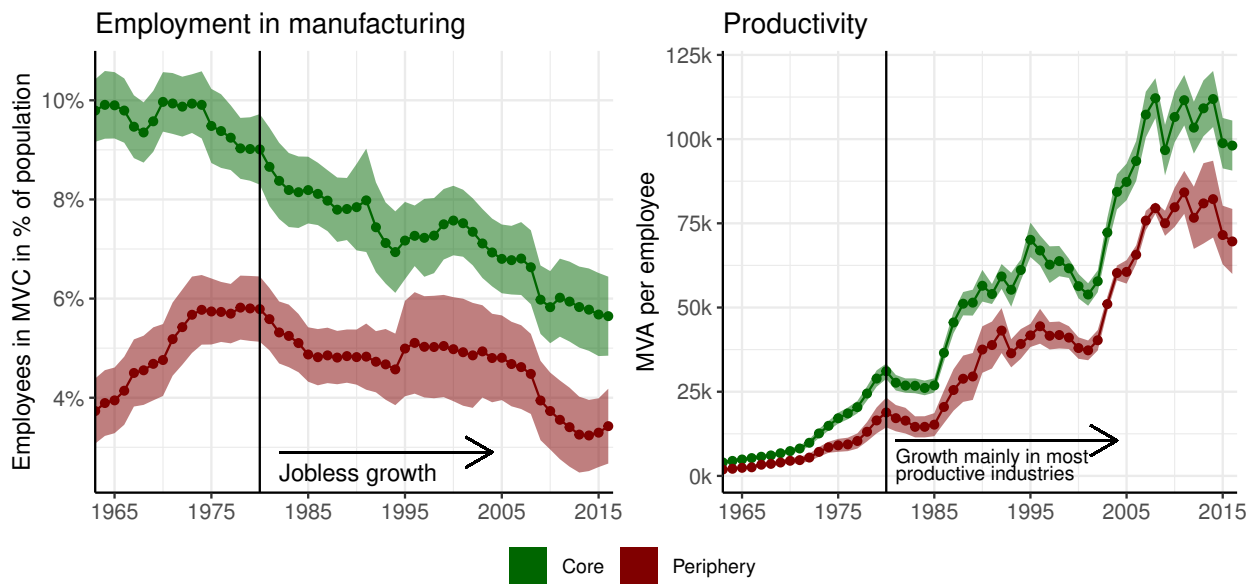 Employment in manufacturing
Employees in MVC in % of population
10%
8%
6%
4%
Jobless growth
1965
1975
1985
1995
2005
2015
Productivity
MVA per employee
125k
100k
75k
50k
25k
0k
Growth mainly in most
productive industries
1965
1975
1985
1995
2005
2015
Core
Periphery